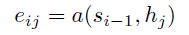 e_{ij} = a(s_{i-1}, h_j)